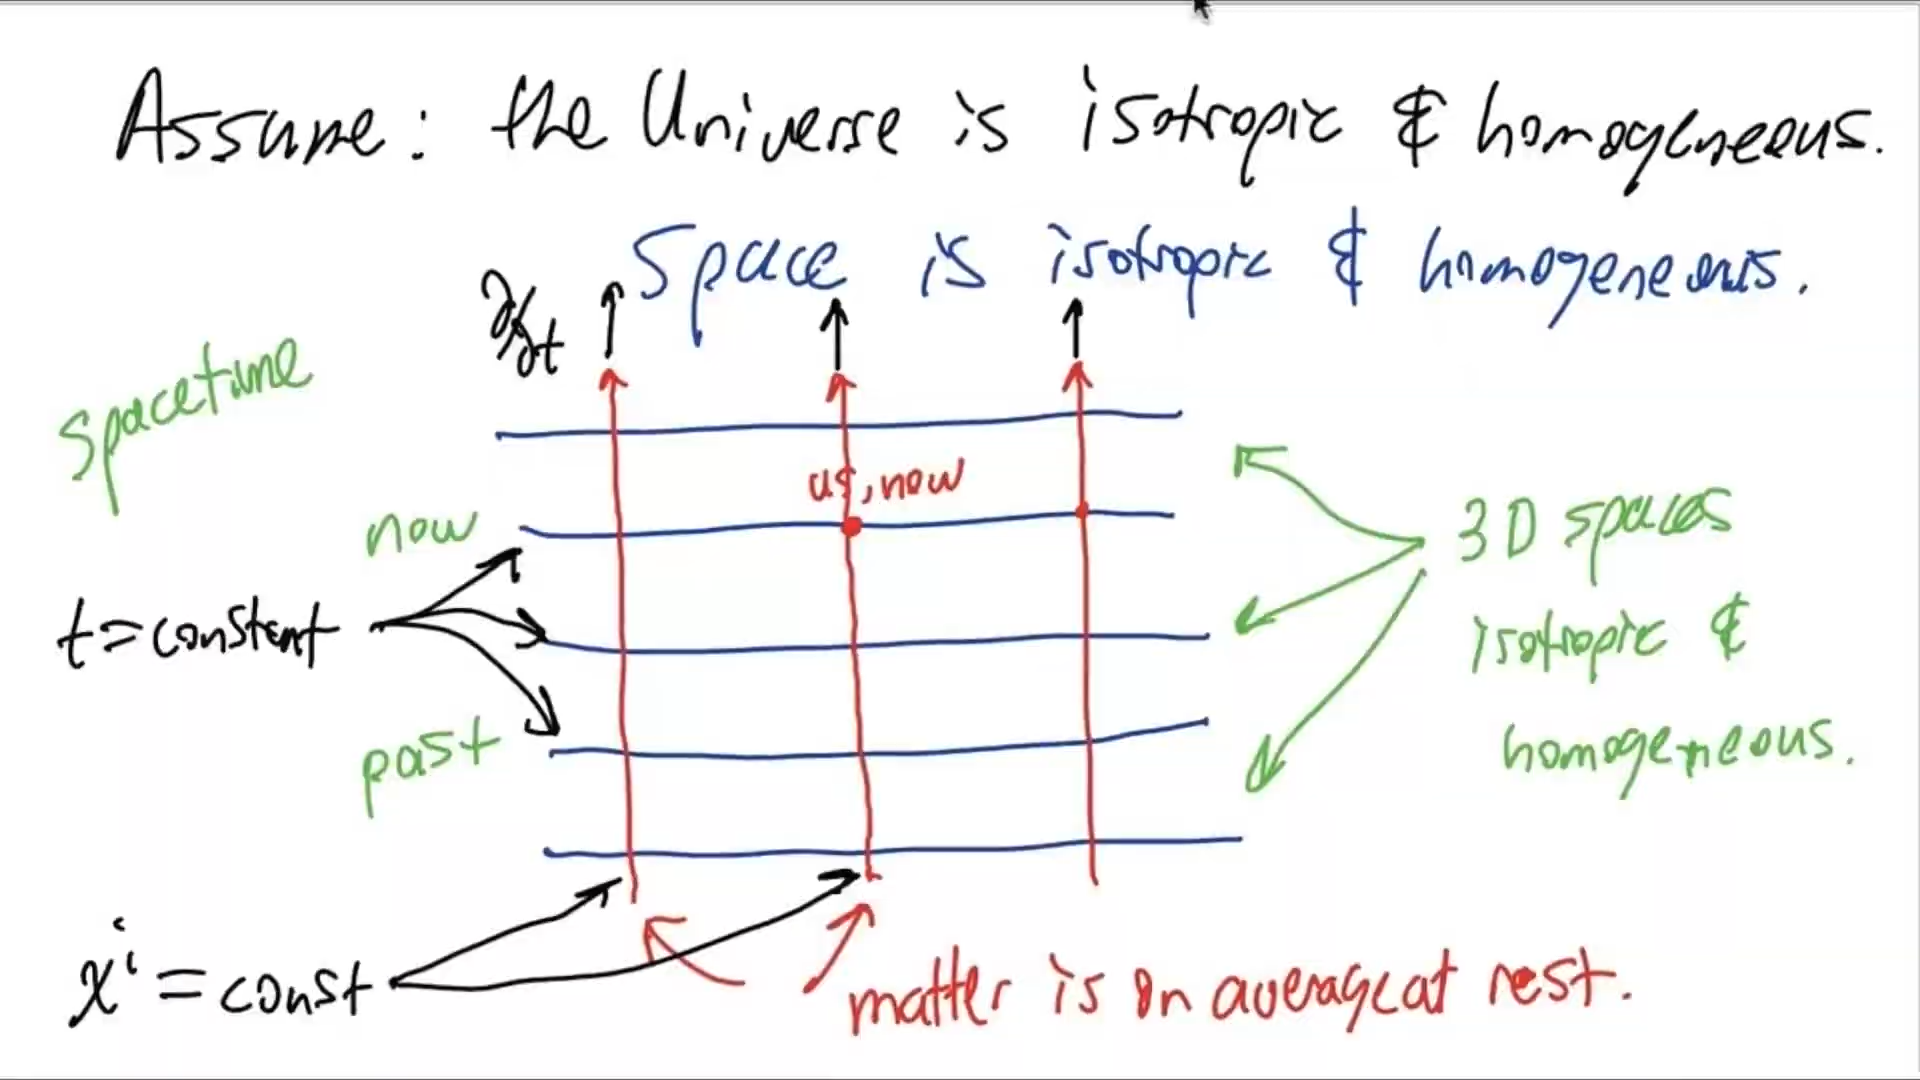 Assume: the Universe is isotropic & homogeneous.
Space is isotropic & homogeneous.
∂/∂t
spacetime
us, now
now
3D spaces
t = constant
isotropic &
past
homogeneous.
xⁱ = const
matter is on average at rest.